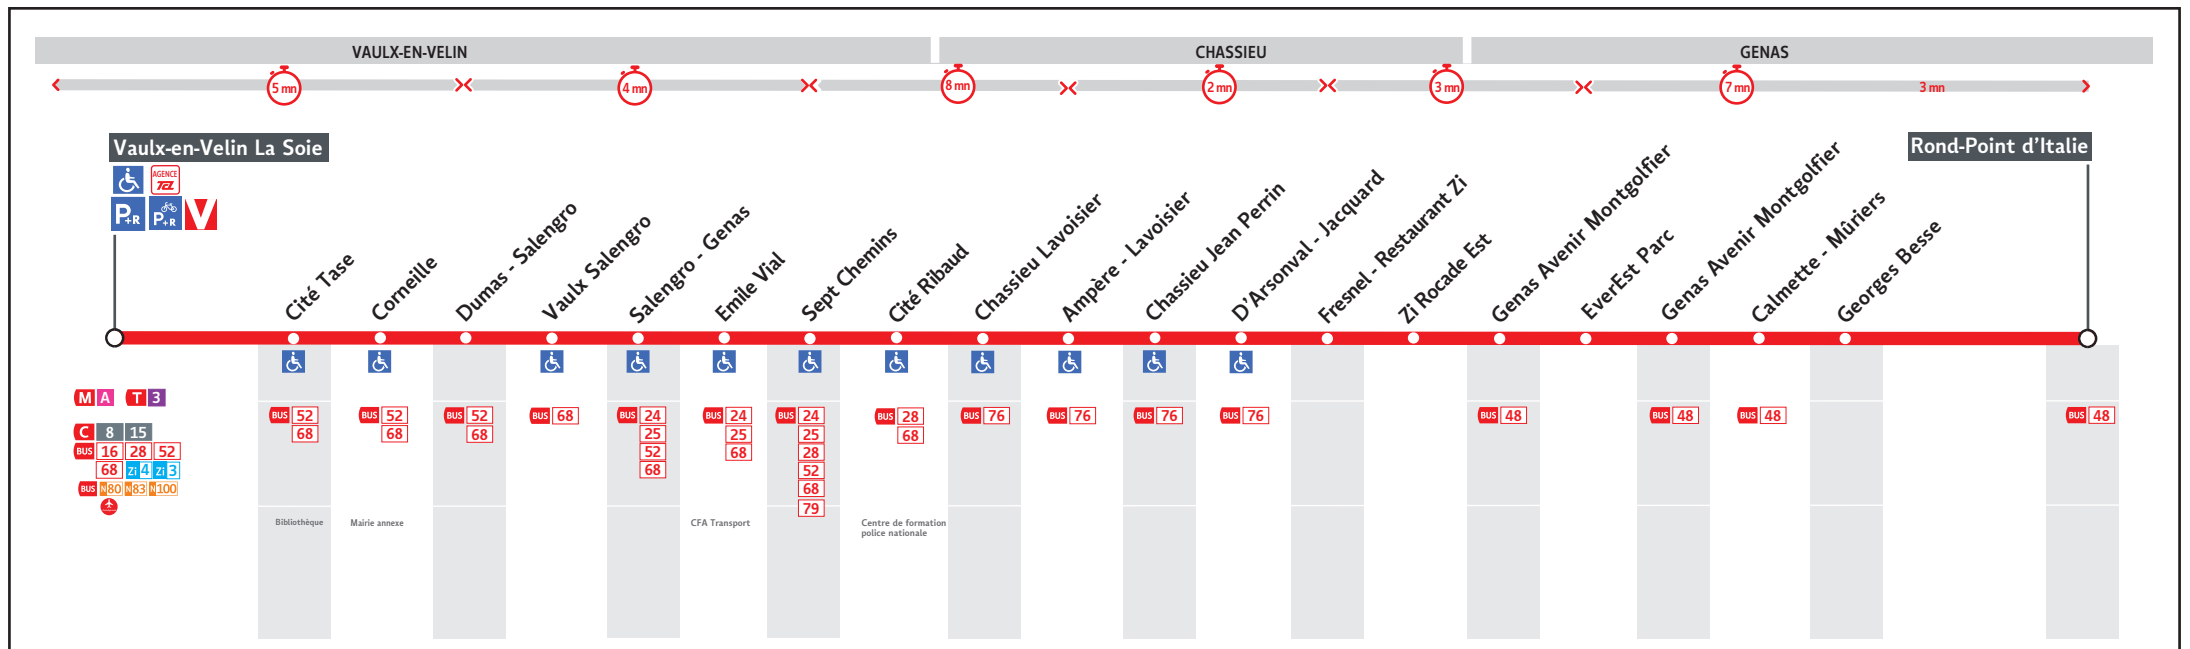 VAULX-EN-VELIN
CHASSIEU
GENAS
5 mn
4 mn
8 mn
2 mn
3 mn
7 mn
3 mn
Vaulx-en-Velin La Soie
AGENCE
TCL
P+R
P+R
V
Rond-Point d'Italie
Cité Tase
Corneille
Dumas - Salengro
Vaulx Salengro
Salengro - Genas
Emile Vial
Sept Chemins
Cité Ribaud
Chassieu Lavoisier
Ampère - Lavoisier
Chassieu Jean Perrin
D'Arsonval - Jacquard
Fresnel - Restaurant Zi
Zi Rocade Est
Genas Avenir Montgolfier
EverEst Parc
Genas Avenir Montgolfier
Calmette - Mûriers
Georges Besse
M A T 3
C 8 15
BUS 16 28 52
68 Zi 4 Zi 3
BUS N80 N83 N100
BUS 52
68
BUS 52
68
BUS 52
68
BUS 68
BUS 24
25
52
68
BUS 24
25
68
BUS 24
25
28
52
68
79
BUS 28
68
BUS 76
BUS 76
BUS 76
BUS 76
BUS 48
BUS 48
BUS 48
BUS 48
Bibliothèque
Mairie annexe
CFA Transport
Centre de formation
police nationale